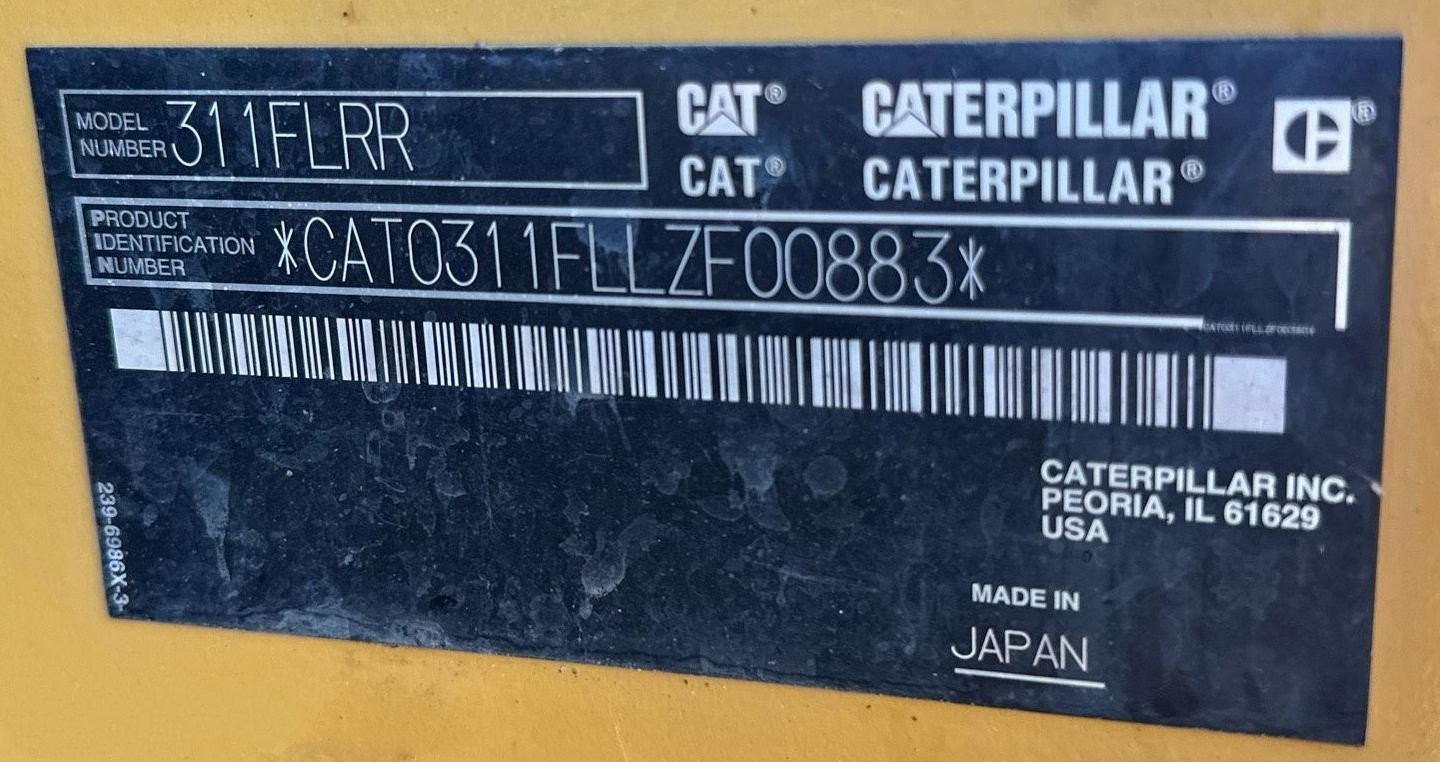 MODEL
NUMBER 311FLRR
CAT® CATERPILLAR®
CAT® CATERPILLAR®
PRODUCT
IDENTIFICATION
NUMBER
*CAT0311FLLZF00883*
CATERPILLAR INC.
PEORIA, IL 61629
USA
239-6986X-3
MADE IN
JAPAN